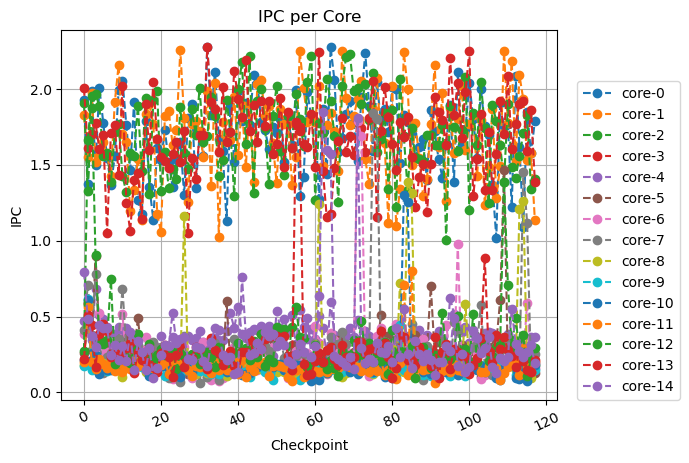 IPC per Core
IPC
2.0
1.5
1.0
0.5
0.0
0
20
40
60
80
100
120
Checkpoint
core-0
core-1
core-2
core-3
core-4
core-5
core-6
core-7
core-8
core-9
core-10
core-11
core-12
core-13
core-14